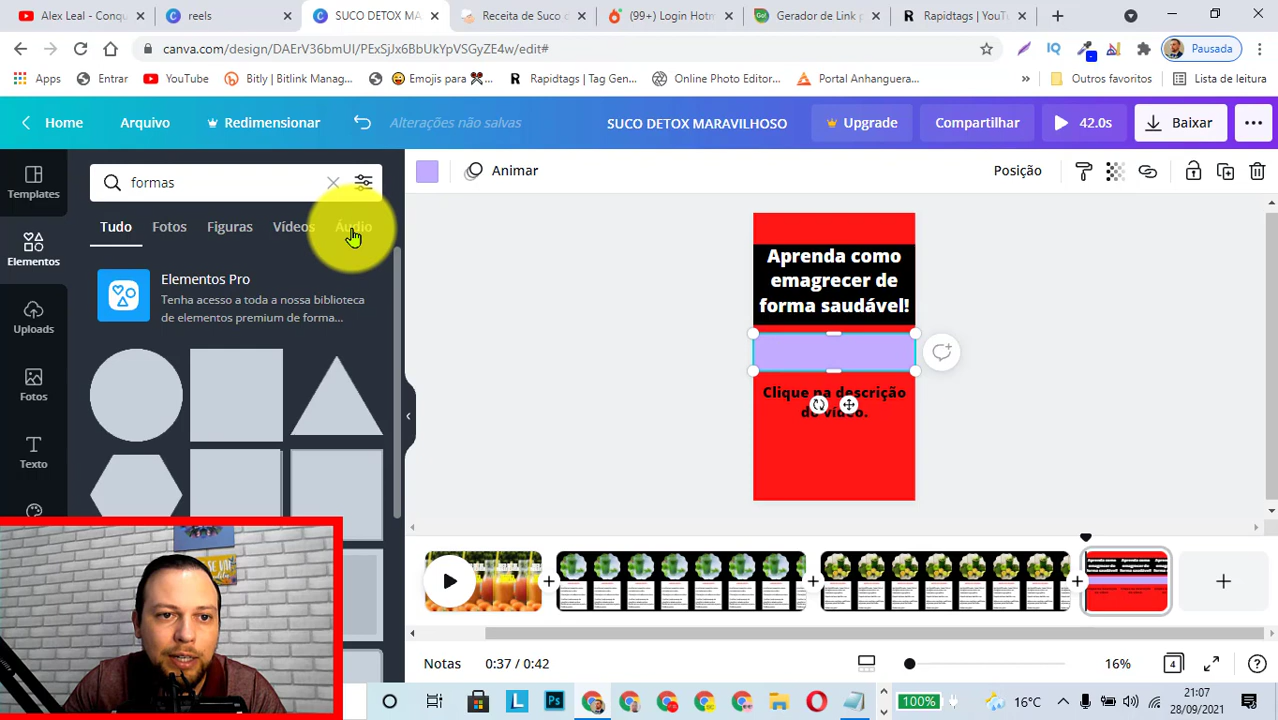 Alex Leal - Conqu
reels
SUCO DETOX MA
Receita de Suco d
(99+) Login Hotm
Go!
Gerador de Link p
R
Rapidtags | YouT
canva.com/design/DAErV36bmUI/PExSjJx6BbUkYpVSGyZE4w/edit#
IQ
Pausada
Apps
Entrar
YouTube
Bitly | Bitlink Manag...
Emojis para
R
Rapidtags | Tag Gen...
Online Photo Editor...
Portal Anhanguera...
»
Outros favoritos
Lista de leitura
Home
Arquivo
Redimensionar
Alterações não salvas
SUCO DETOX MARAVILHOSO
Upgrade
Compartilhar
42.0s
Baixar
Templates
Elementos
Uploads
Fotos
Texto
formas
Tudo
Fotos
Figuras
Vídeos
Áudio
Elementos Pro
Tenha acesso a toda a nossa biblioteca
de elementos premium de forma...
Animar
Posição
Aprenda como
emagrecer de
forma saudável!
Clique na descrição
do vídeo.
Notas
0:37 / 0:42
16%
4
L
Ps
100%
16°C
21:07
28/09/2021